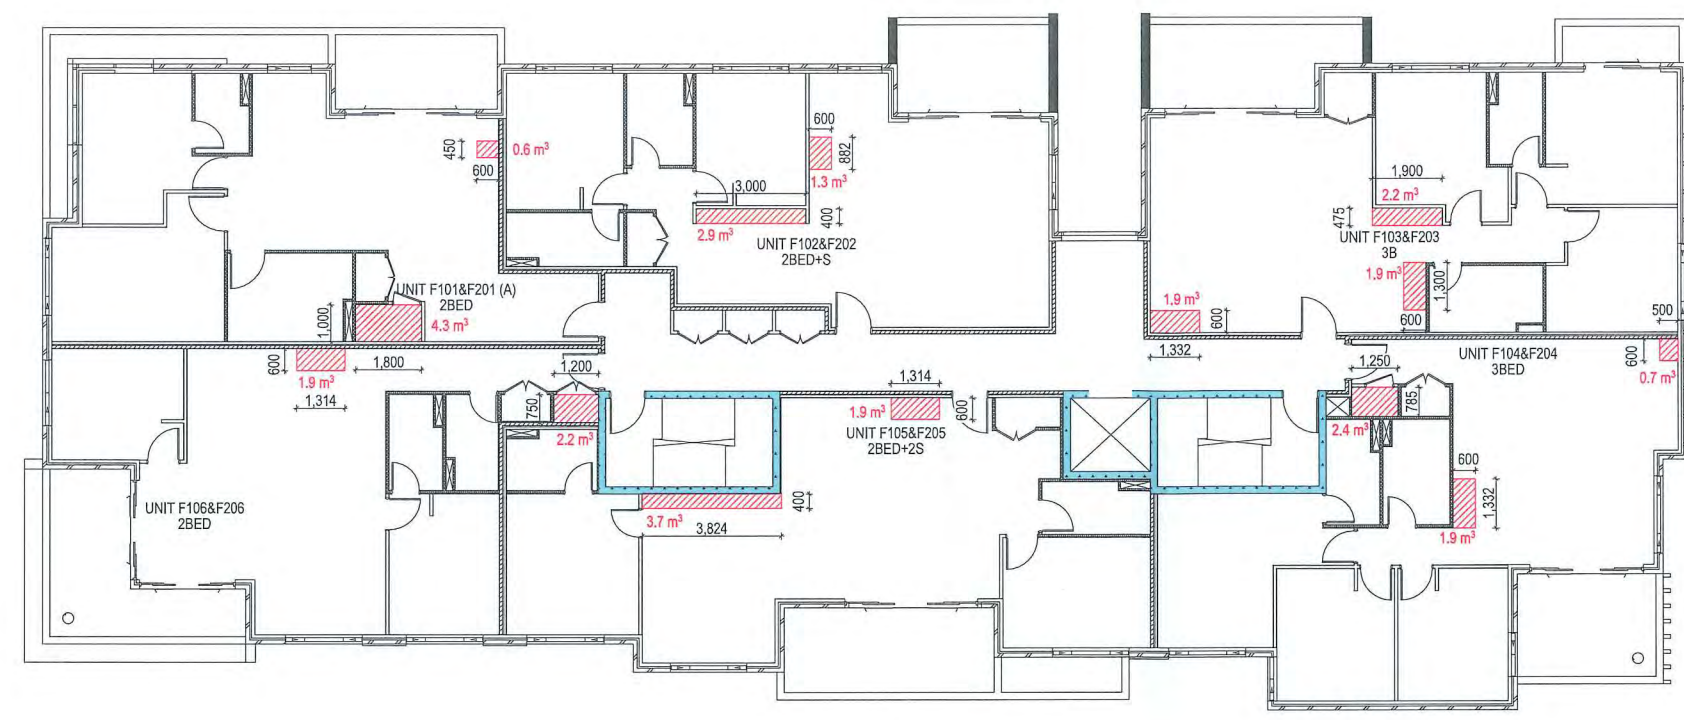 450
600
0.6 m³
600
882
1.3 m³
3,000
400
2.9 m³
UNIT F102&F202
2BED+S
1,900
2.2 m³
475
UNIT F103&F203
3B
1.9 m³
1,300
600
1.9 m³
600
1,332
500
UNIT F101&F201 (A)
2BED
1,000
4.3 m³
1,800
600
1.9 m³
1,314
1,200
750
2.2 m³
1,314
1.9 m³
600
UNIT F105&F205
2BED+2S
1,250
785
2.4 m³
UNIT F104&F204
3BED
600
0.7 m³
600
1,332
1.9 m³
UNIT F106&F206
2BED
3.7 m³
3,824
400